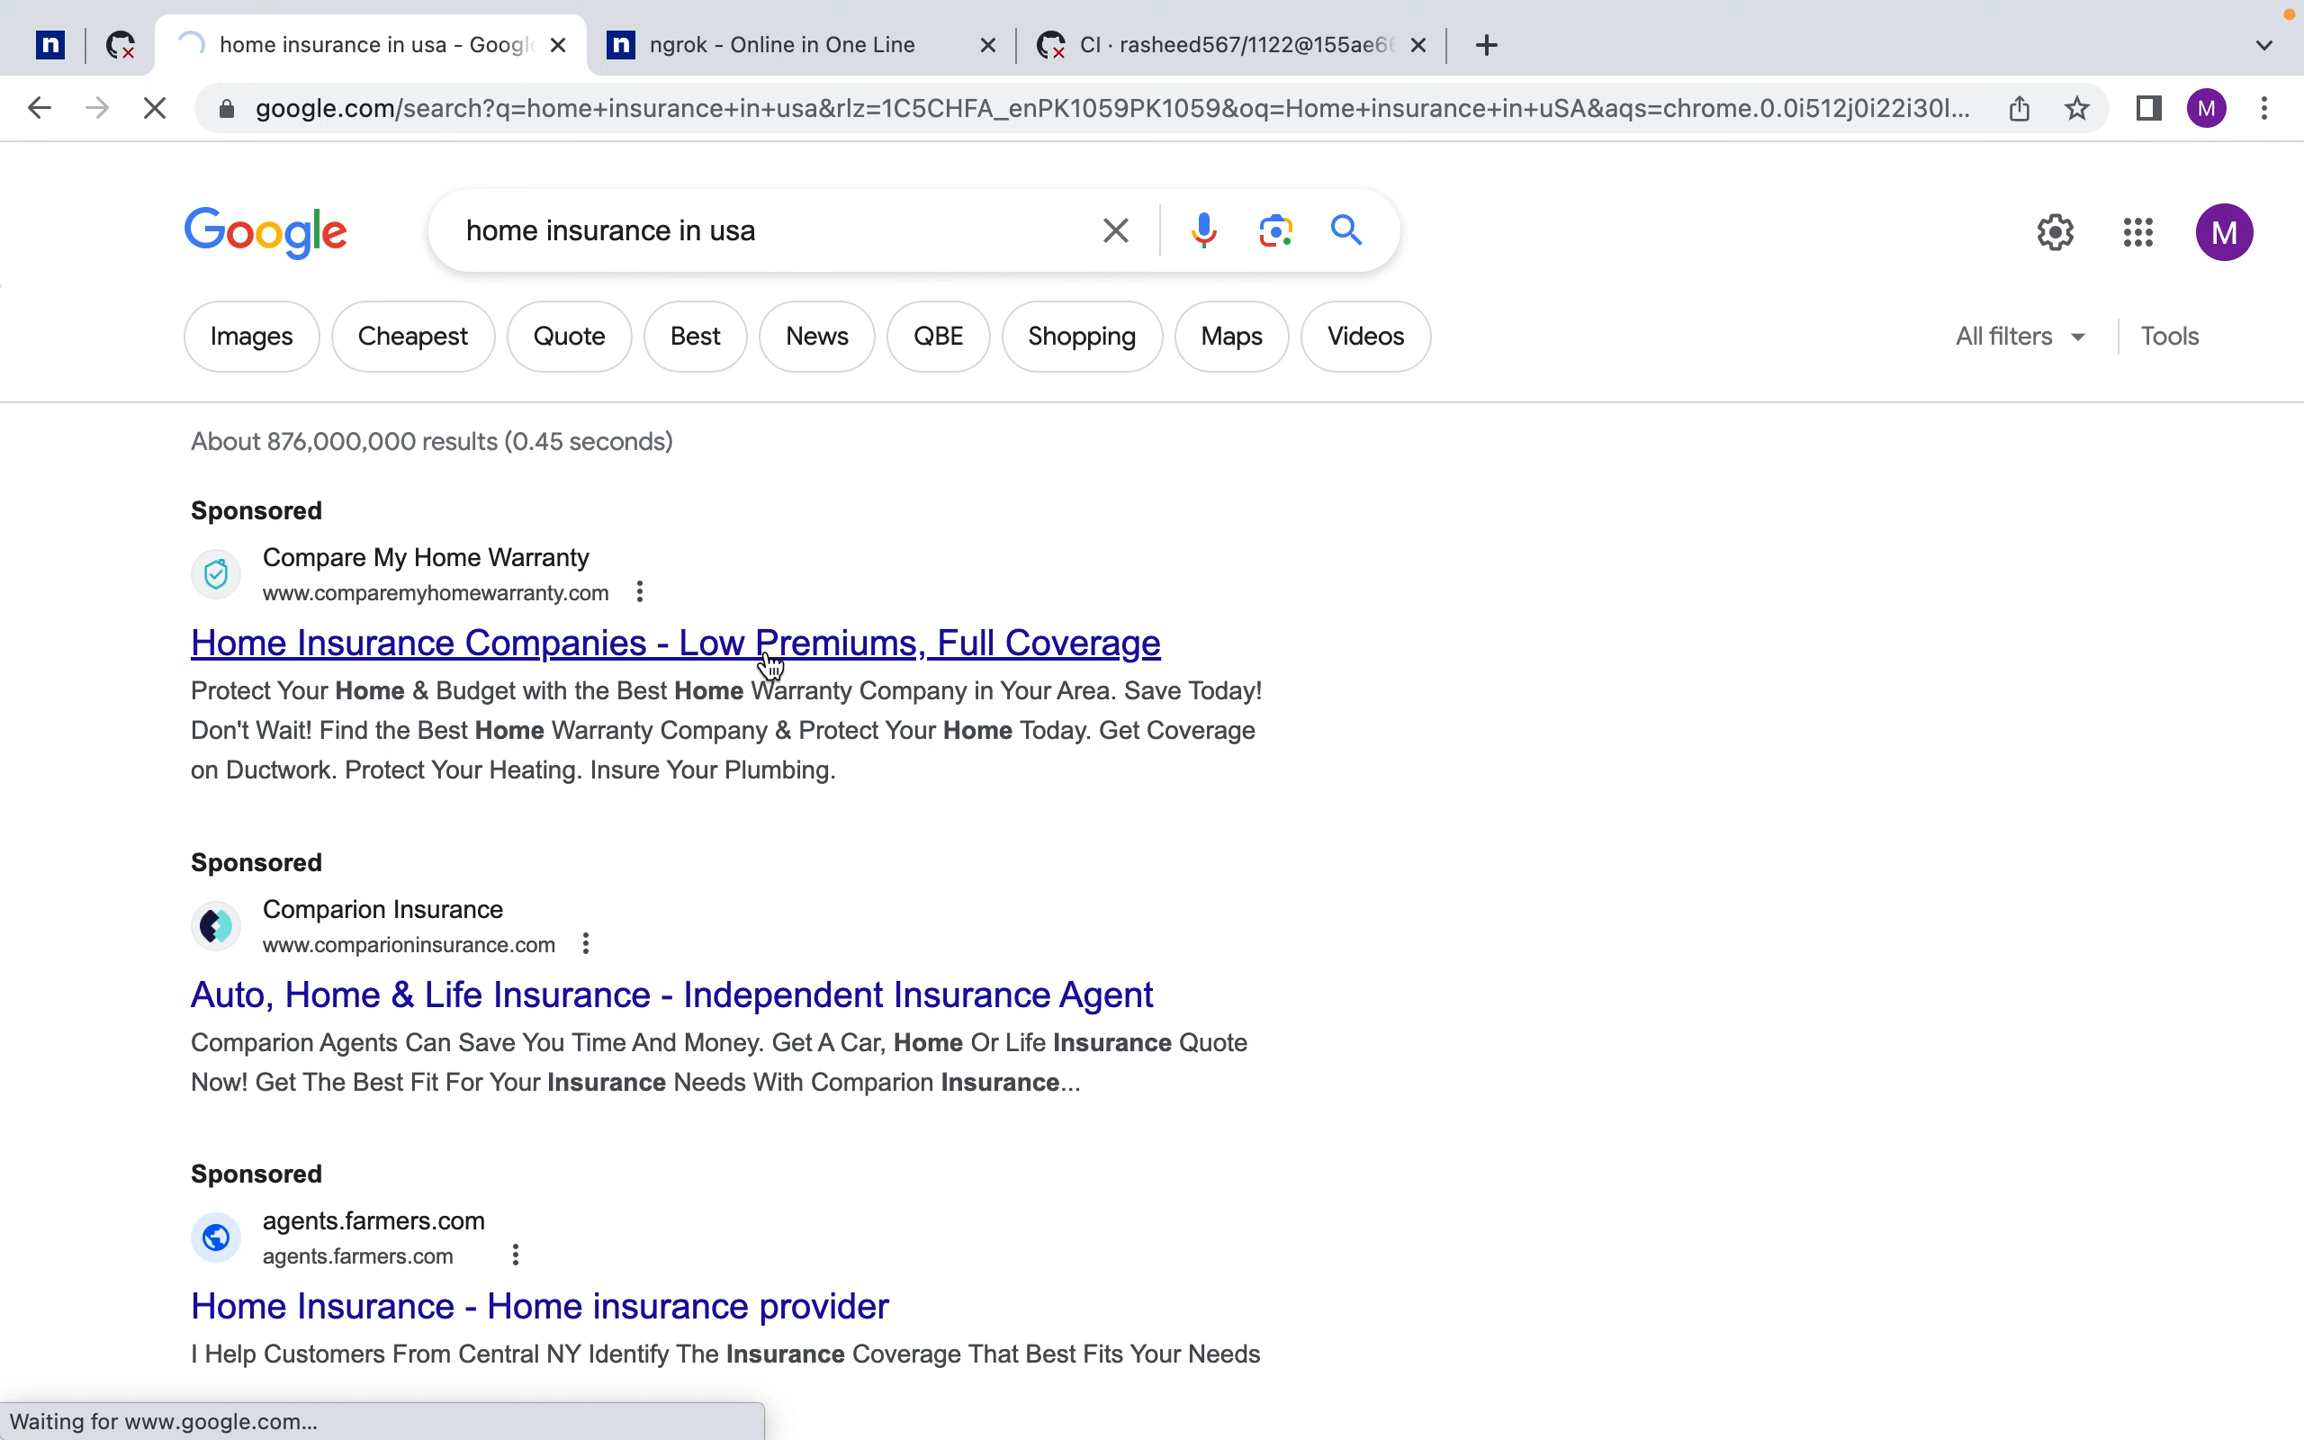 home insurance in usa - Googl
ngrok - Online in One Line
CI · rasheed567/1122@155ae6
google.com/search?q=home+insurance+in+usa&rlz=1C5CHFA_enPK1059PK1059&oq=Home+insurance+in+uSA&aqs=chrome.0.0i512j0i22i30l...
M
Google
home insurance in usa
M
Images
Cheapest
Quote
Best
News
QBE
Shopping
Maps
Videos
All filters
Tools
About 876,000,000 results (0.45 seconds)
Sponsored
Compare My Home Warranty
www.comparemyhomewarranty.com
Home Insurance Companies - Low Premiums, Full Coverage
Protect Your Home & Budget with the Best Home Warranty Company in Your Area. Save Today!
Don't Wait! Find the Best Home Warranty Company & Protect Your Home Today. Get Coverage
on Ductwork. Protect Your Heating. Insure Your Plumbing.
Sponsored
Comparion Insurance
www.comparioninsurance.com
Auto, Home & Life Insurance - Independent Insurance Agent
Comparion Agents Can Save You Time And Money. Get A Car, Home Or Life Insurance Quote
Now! Get The Best Fit For Your Insurance Needs With Comparion Insurance...
Sponsored
agents.farmers.com
agents.farmers.com
Home Insurance - Home insurance provider
I Help Customers From Central NY Identify The Insurance Coverage That Best Fits Your Needs
Waiting for www.google.com...